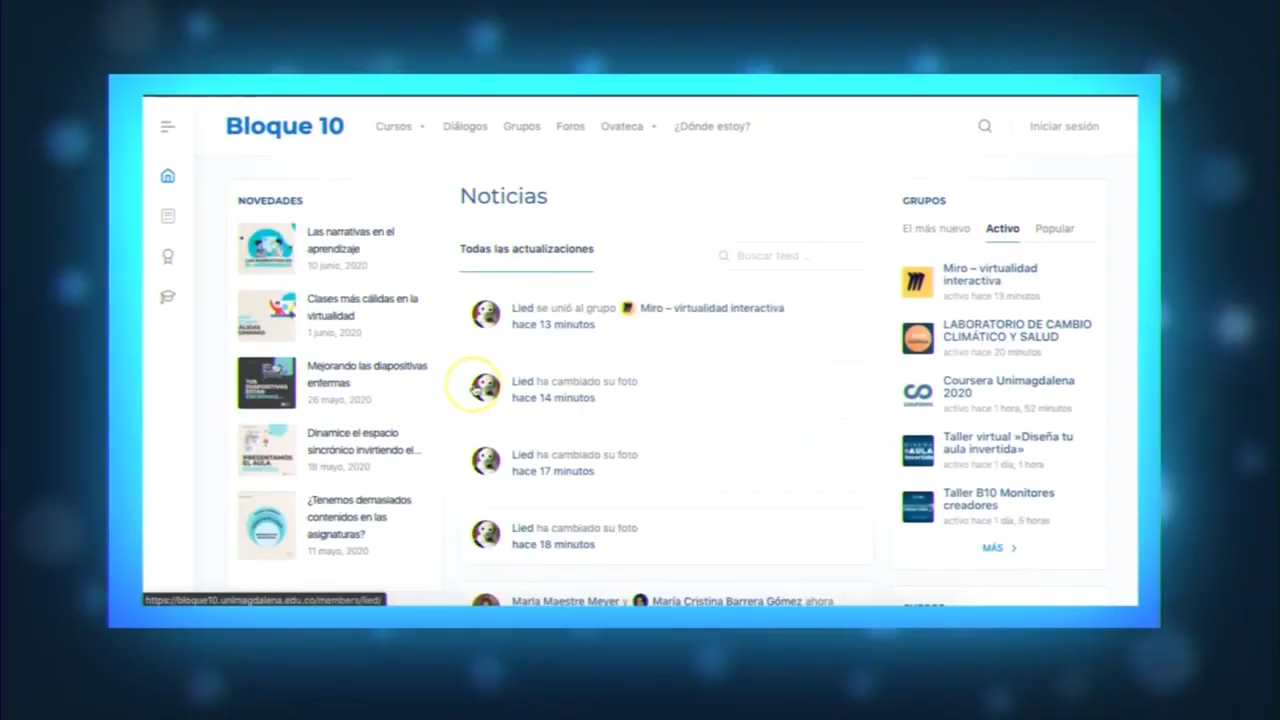 Bloque 10
Cursos
Diálogos
Grupos
Foros
Ovateca
¿Dónde estoy?
Iniciar sesión
NOVEDADES
Las narrativas en el
aprendizaje
10 junio, 2020
Clases más cálidas en la
virtualidad
1 junio, 2020
Mejorando las diapositivas
enfermas
26 mayo, 2020
Dinamice el espacio
sincrónico invirtiendo el...
18 mayo, 2020
¿Tenemos demasiados
contenidos en las
asignaturas?
11 mayo, 2020
Noticias
Todas las actualizaciones
Buscar feed ...
Lied se unió al grupo Miro – virtualidad interactiva
hace 13 minutos
Lied ha cambiado su foto
hace 14 minutos
Lied ha cambiado su foto
hace 17 minutos
Lied ha cambiado su foto
hace 18 minutos
María Maestre Meyer y María Cristina Barrera Gómez ahora
GRUPOS
El más nuevo
Activo
Popular
Miro – virtualidad
interactiva
activo hace 13 minutos
LABORATORIO DE CAMBIO
CLIMÁTICO Y SALUD
activo hace 20 minutos
Coursera Unimagdalena
2020
activo hace 1 hora, 52 minutos
Taller virtual »Diseña tu
aula invertida»
activo hace 1 día, 1 hora
Taller B10 Monitores
creadores
activo hace 1 día, 5 horas
MÁS
https://bloque10.unimagdalena.edu.co/members/lied/